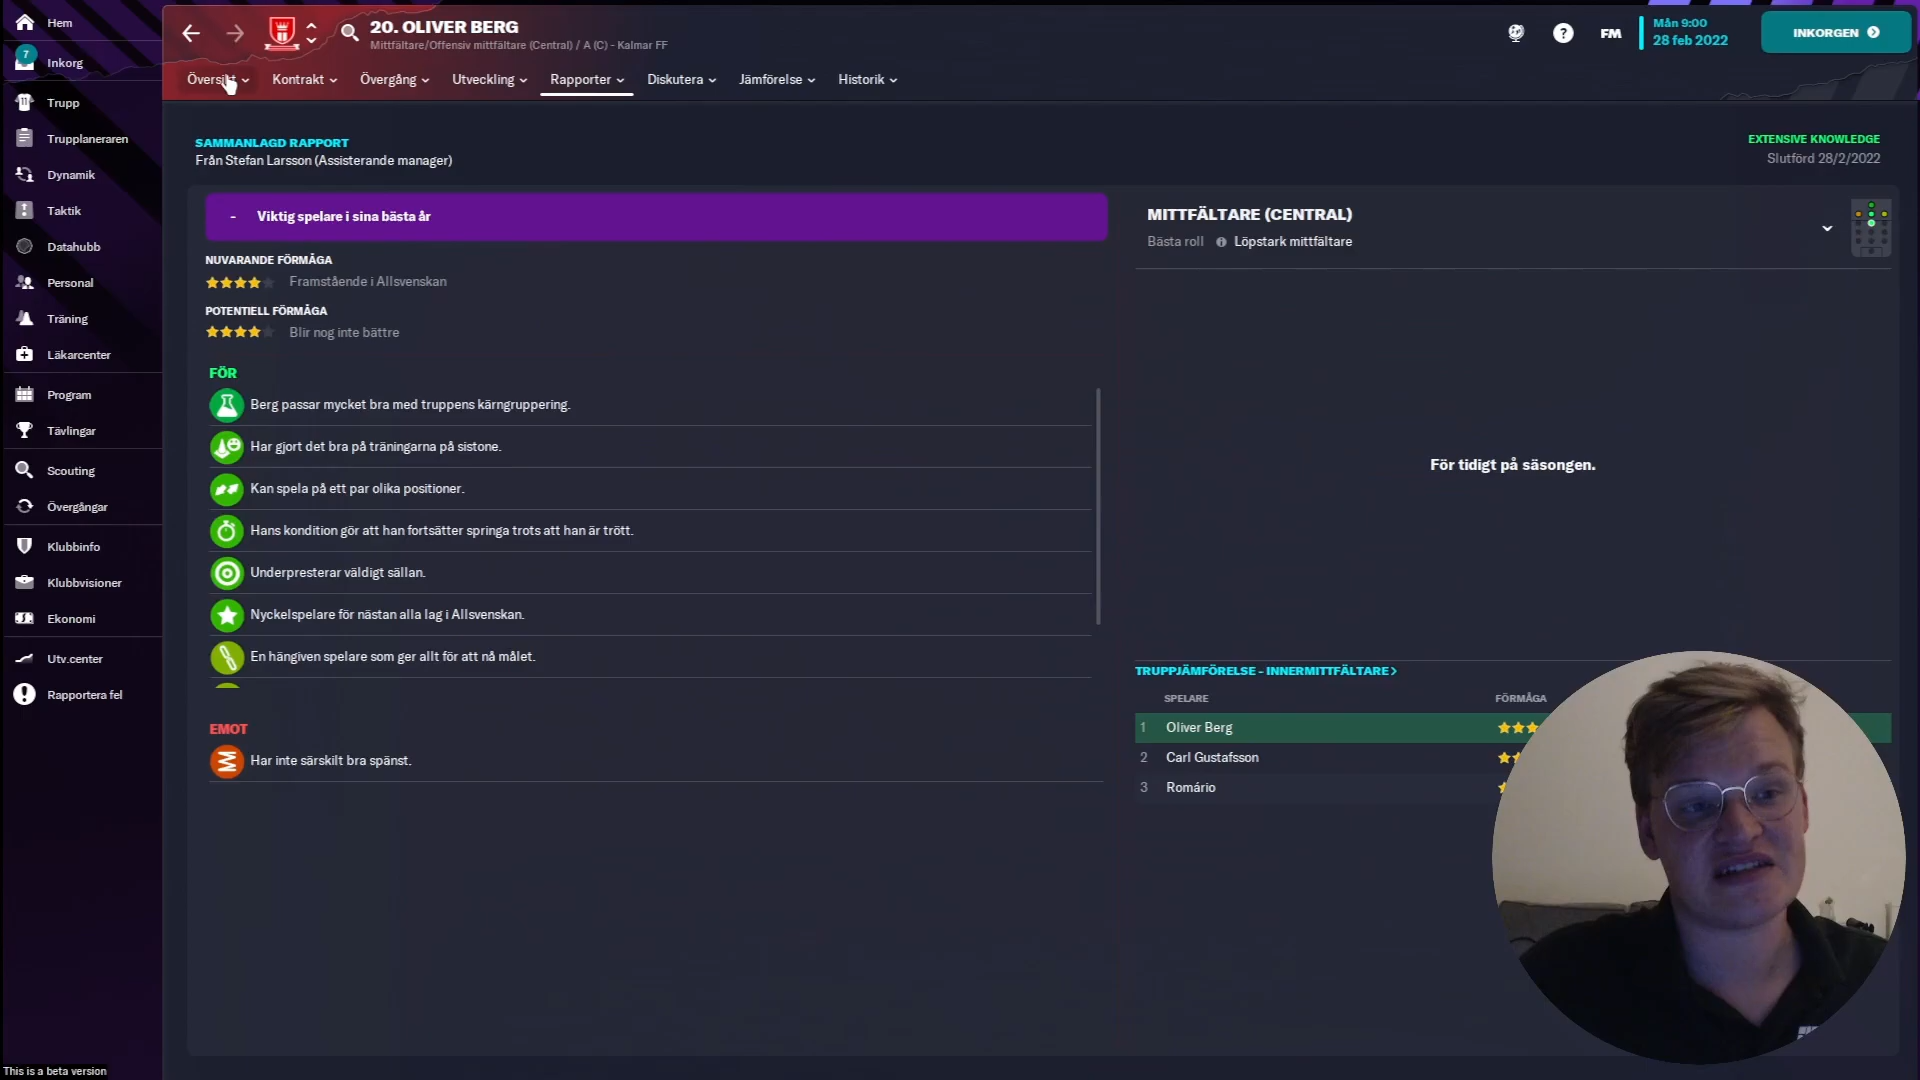 Hem
7
Inkorg
Trupp
Trupplaneraren
Dynamik
Taktik
Datahubb
Personal
Träning
Läkarcenter
Program
Tävlingar
Scouting
Övergångar
Klubbinfo
Klubbvisioner
Ekonomi
Utv.center
Rapportera fel
This is a beta version
20. OLIVER BERG
Mittfältare/Offensiv mittfältare (Central) / A (C) - Kalmar FF
FM
Mån 9:00
28 feb 2022
INKORGEN
Översikt
Kontrakt
Övergång
Utveckling
Rapporter
Diskutera
Jämförelse
Historik
SAMMANLAGD RAPPORT
Från Stefan Larsson (Assisterande manager)
EXTENSIVE KNOWLEDGE
Slutförd 28/2/2022
- Viktig spelare i sina bästa år
NUVARANDE FÖRMÅGA
Framstående i Allsvenskan
POTENTIELL FÖRMÅGA
Blir nog inte bättre
FÖR
Berg passar mycket bra med truppens kärngruppering.
Har gjort det bra på träningarna på sistone.
Kan spela på ett par olika positioner.
Hans kondition gör att han fortsätter springa trots att han är trött.
Underpresterar väldigt sällan.
Nyckelspelare för nästan alla lag i Allsvenskan.
En hängiven spelare som ger allt för att nå målet.
EMOT
Har inte särskilt bra spänst.
MITTFÄLTARE (CENTRAL)
Bästa roll Löpstark mittfältare
För tidigt på säsongen.
TRUPPJÄMFÖRELSE - INNERMITTFÄLTARE >
SPELARE FÖRMÅGA
1 Oliver Berg
2 Carl Gustafsson
3 Romário